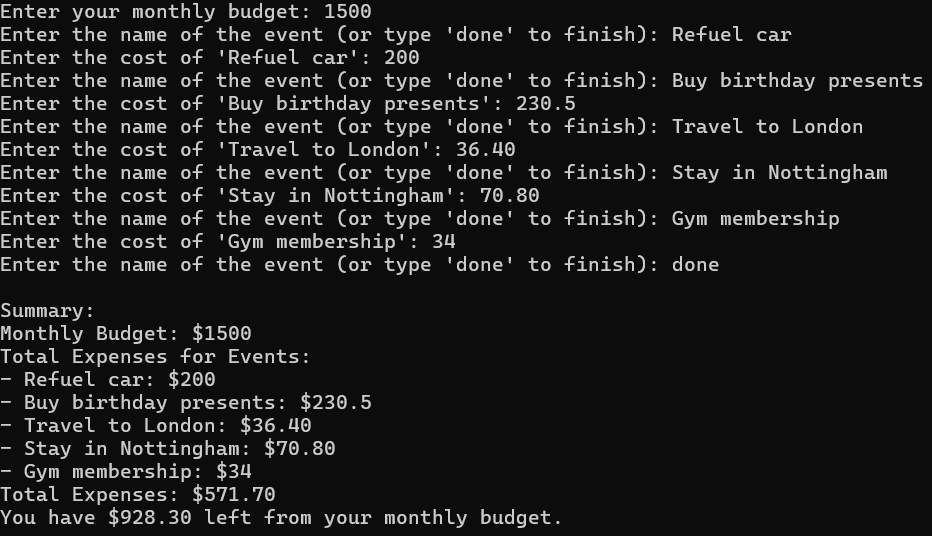 Enter your monthly budget: 1500
Enter the name of the event (or type 'done' to finish): Refuel car
Enter the cost of 'Refuel car': 200
Enter the name of the event (or type 'done' to finish): Buy birthday presents
Enter the cost of 'Buy birthday presents': 230.5
Enter the name of the event (or type 'done' to finish): Travel to London
Enter the cost of 'Travel to London': 36.40
Enter the name of the event (or type 'done' to finish): Stay in Nottingham
Enter the cost of 'Stay in Nottingham': 70.80
Enter the name of the event (or type 'done' to finish): Gym membership
Enter the cost of 'Gym membership': 34
Enter the name of the event (or type 'done' to finish): done

Summary:
Monthly Budget: $1500
Total Expenses for Events:
- Refuel car: $200
- Buy birthday presents: $230.5
- Travel to London: $36.40
- Stay in Nottingham: $70.80
- Gym membership: $34
Total Expenses: $571.70
You have $928.30 left from your monthly budget.